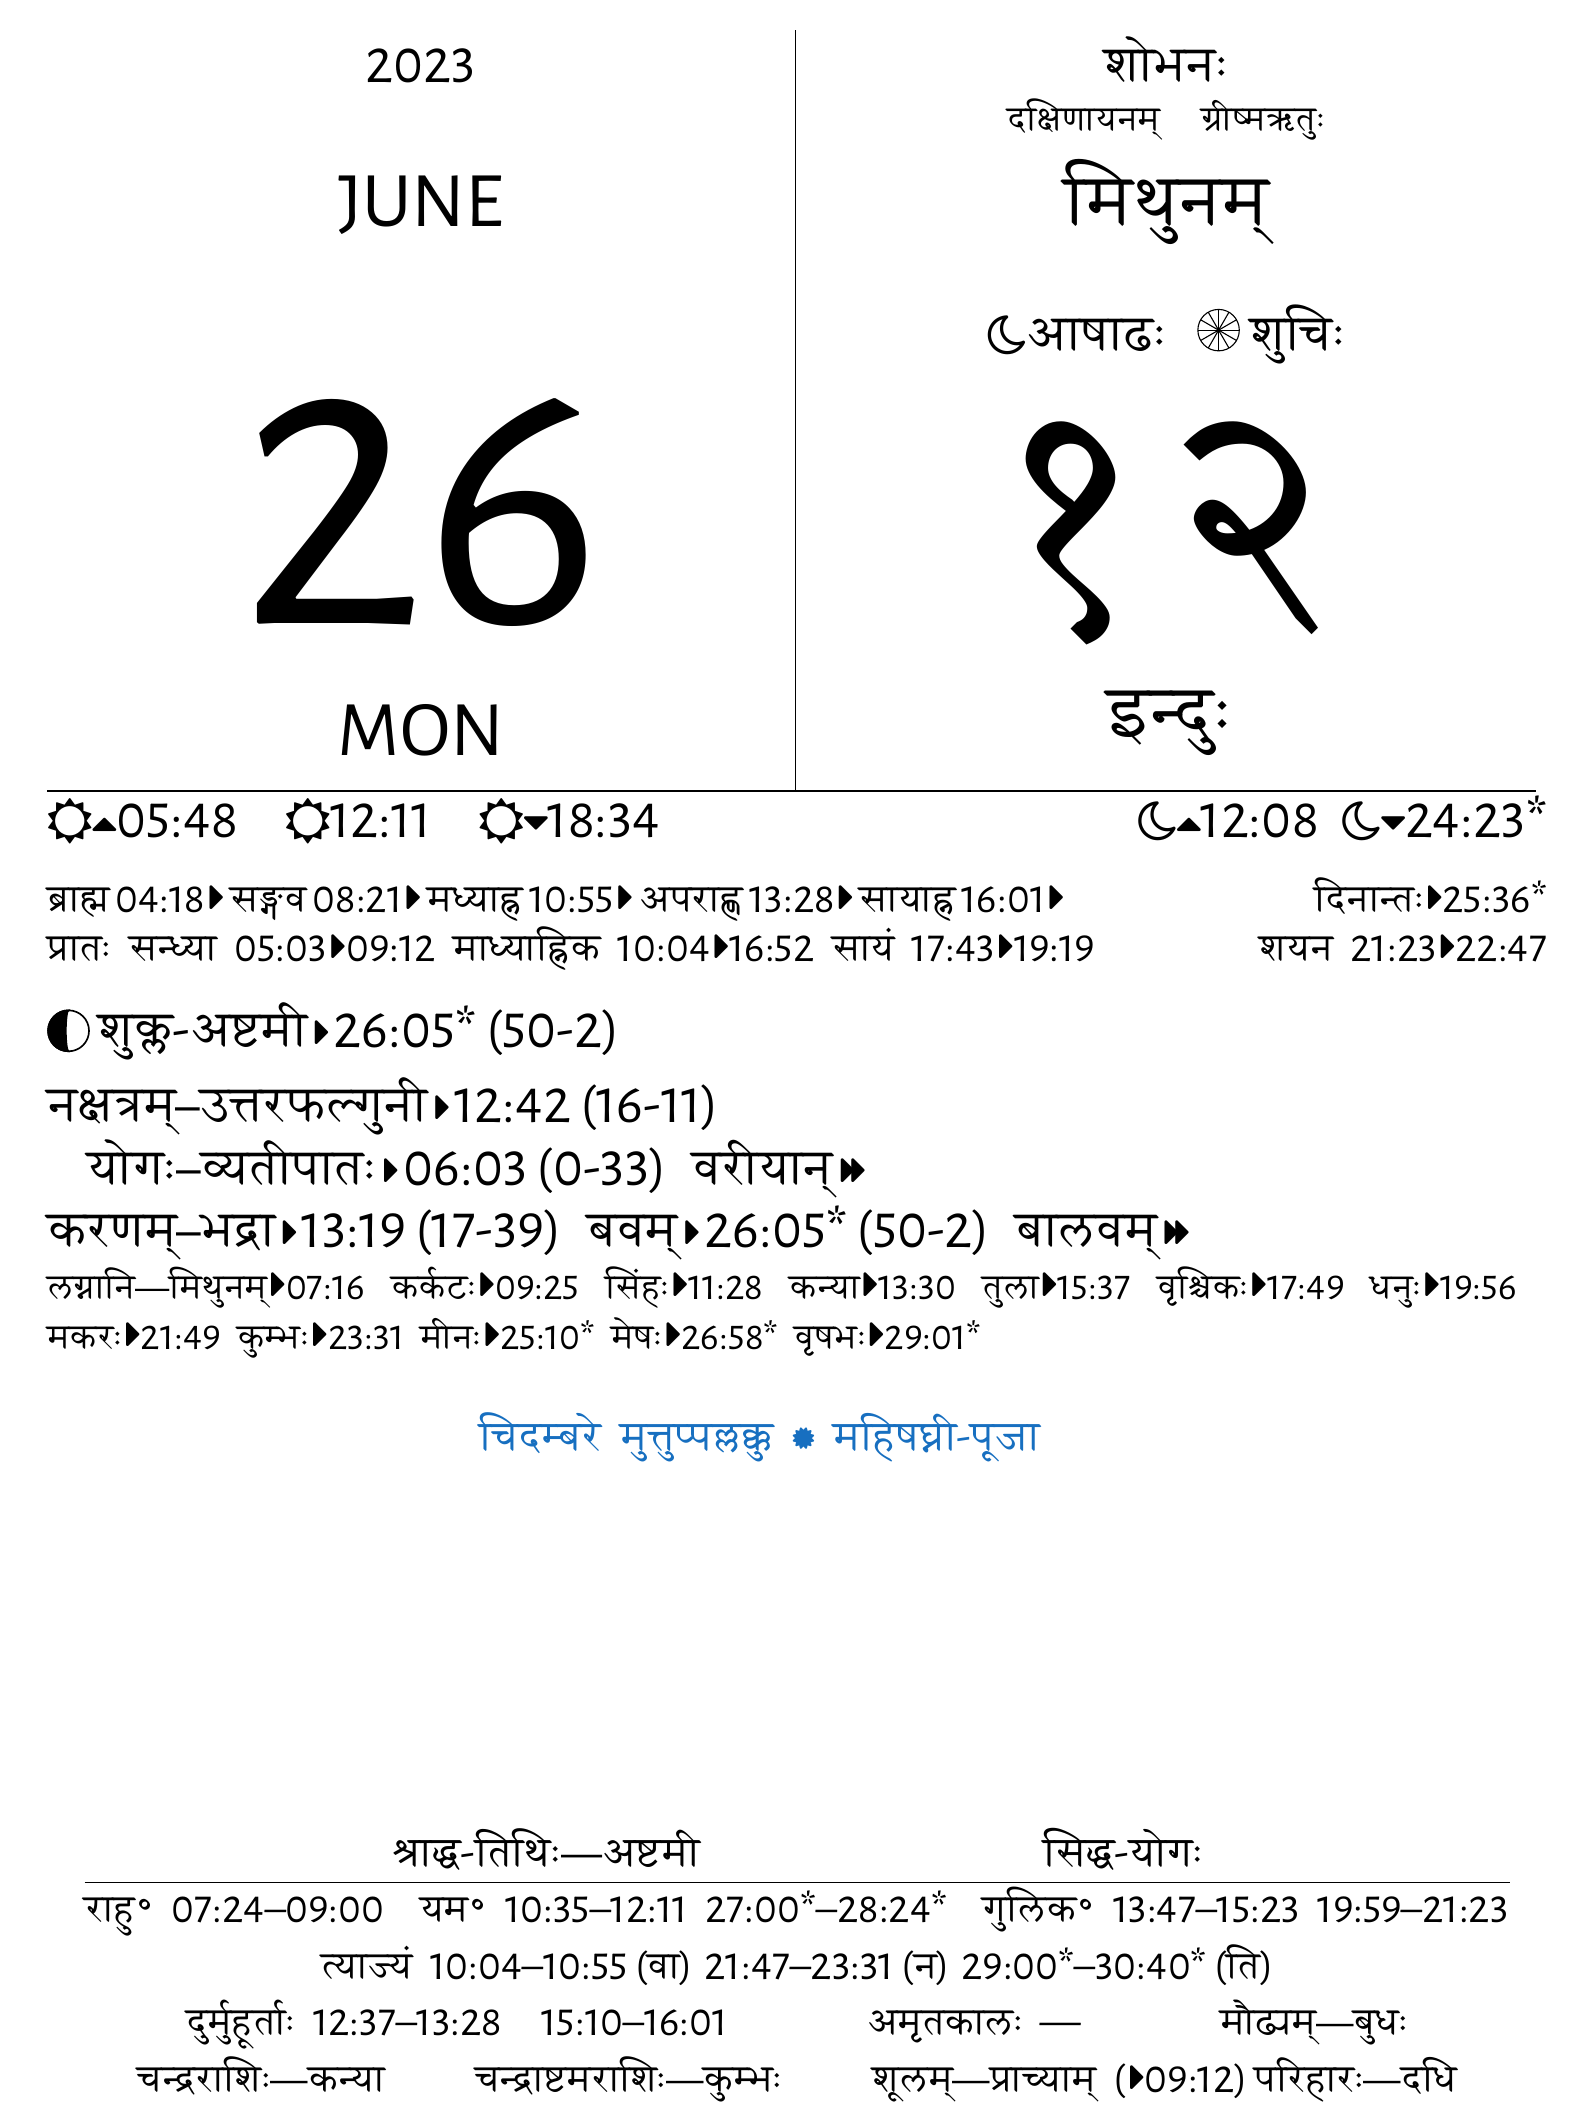 2023
JUNE
26
MON
शोभनः
दक्षिणायनम् ग्रीष्मऋतुः
मिथुनम्
आषाढः शुचिः
१२
इन्दुः
05:48 12:11 18:34 12:08 24:23*
ब्राह्म 04:18 सङ्गव 08:21 मध्याह्न 10:55 अपराह्ण 13:28 सायाह्न 16:01 दिनान्तः 25:36*
प्रातः सन्ध्या 05:03 09:12 माध्याह्निक 10:04 16:52 सायं 17:43 19:19 शयन 21:23 22:47
शुक्ल-अष्टमी 26:05* (50-2)
नक्षत्रम्–उत्तरफल्गुनी 12:42 (16-11)
योगः–व्यतीपातः 06:03 (0-33) वरीयान्
करणम्–भद्रा 13:19 (17-39) बवम् 26:05* (50-2) बालवम्
लग्नानि—मिथुनम् 07:16 कर्कटः 09:25 सिंहः 11:28 कन्या 13:30 तुला 15:37 वृश्चिकः 17:49 धनुः 19:56
मकरः 21:49 कुम्भः 23:31 मीनः 25:10* मेषः 26:58* वृषभः 29:01*
चिदम्बरे मुत्तुप्पल्लक्कु ✹ महिषघ्नी-पूजा
श्राद्ध-तिथिः—अष्टमी सिद्ध-योगः
राहु° 07:24–09:00 यम° 10:35–12:11 27:00*–28:24* गुलिक° 13:47–15:23 19:59–21:23
त्याज्यं 10:04–10:55 (वा) 21:47–23:31 (न) 29:00*–30:40* (ति)
दुर्मुहूर्ताः 12:37–13:28 15:10–16:01 अमृतकालः — मौढ्यम्—बुधः
चन्द्रराशिः—कन्या चन्द्राष्टमराशिः—कुम्भः शूलम्—प्राच्याम् (09:12) परिहारः—दधि